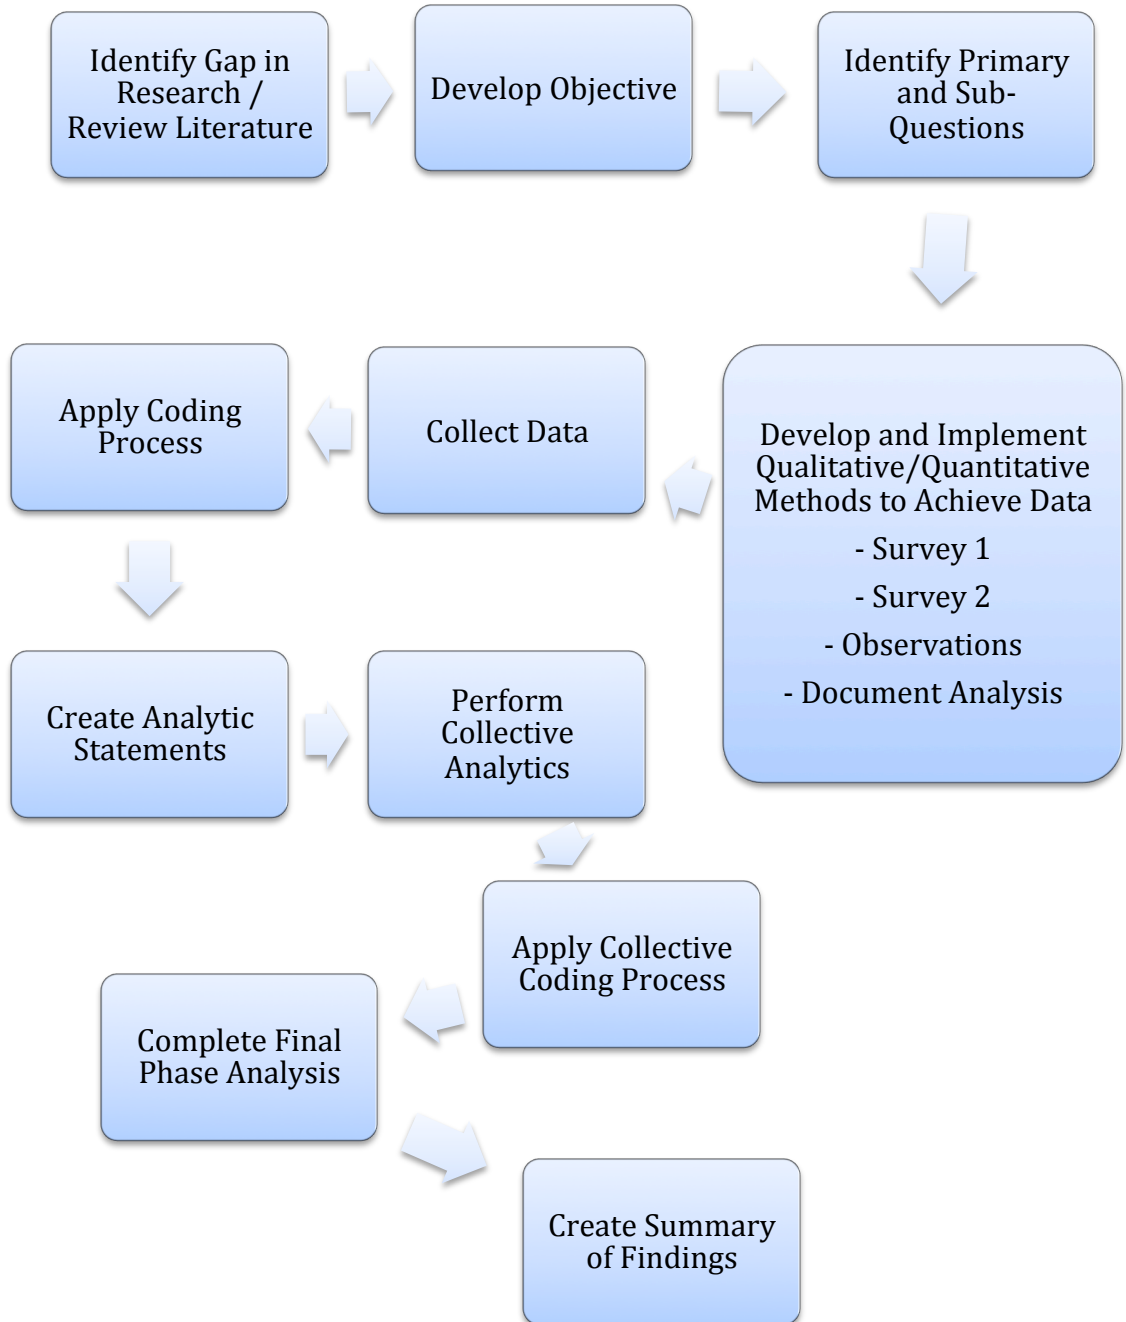 Identify Gap in
Research /
Review Literature
Develop Objective
Identify Primary
and Sub-
Questions
Develop and Implement
Qualitative/Quantitative
Methods to Achieve Data
- Survey 1
- Survey 2
- Observations
- Document Analysis
Collect Data
Apply Coding
Process
Create Analytic
Statements
Perform
Collective
Analytics
Apply Collective
Coding Process
Complete Final
Phase Analysis
Create Summary
of Findings